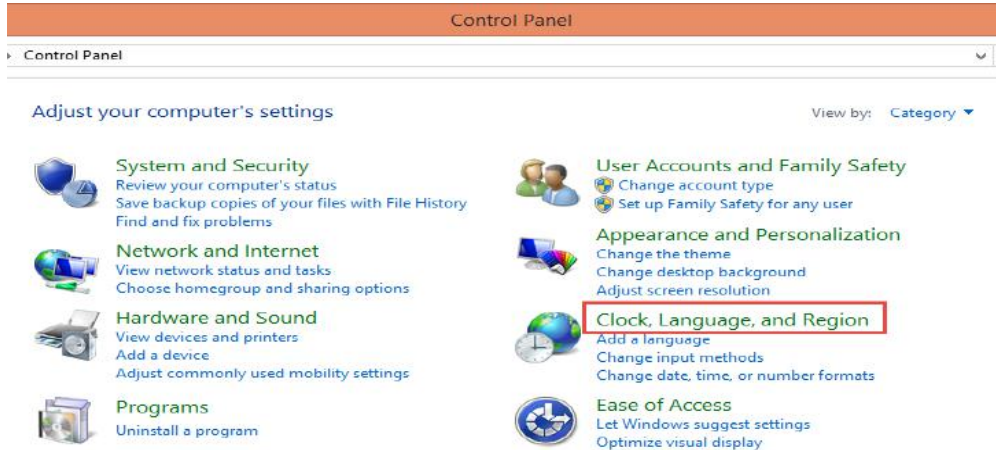 Control Panel
Control Panel
Adjust your computer's settings
View by: Category
System and Security
Review your computer's status
Save backup copies of your files with File History
Find and fix problems
Network and Internet
View network status and tasks
Choose homegroup and sharing options
Hardware and Sound
View devices and printers
Add a device
Adjust commonly used mobility settings
Programs
Uninstall a program
User Accounts and Family Safety
Change account type
Set up Family Safety for any user
Appearance and Personalization
Change the theme
Change desktop background
Adjust screen resolution
Clock, Language, and Region
Add a language
Change input methods
Change date, time, or number formats
Ease of Access
Let Windows suggest settings
Optimize visual display